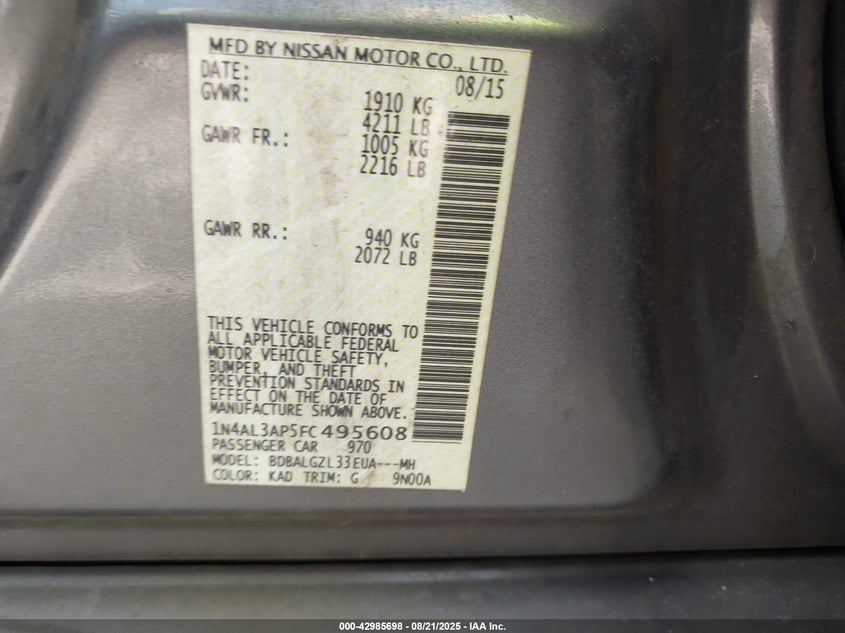 MFD BY NISSAN MOTOR CO., LTD.
DATE: 08/15
GVWR: 1910 KG
4211 LB
GAWR FR.: 1005 KG
2216 LB
GAWR RR.: 940 KG
2072 LB
THIS VEHICLE CONFORMS TO
ALL APPLICABLE FEDERAL
MOTOR VEHICLE SAFETY,
BUMPER, AND THEFT
PREVENTION STANDARDS IN
EFFECT ON THE DATE OF
MANUFACTURE SHOWN ABOVE.
1N4AL3AP5FC495608
PASSENGER CAR 970
MODEL: BDBALGZL33EUA---MH
COLOR: KAD TRIM: G 9N00A
000-42985698 - 08/21/2025 - IAA Inc.